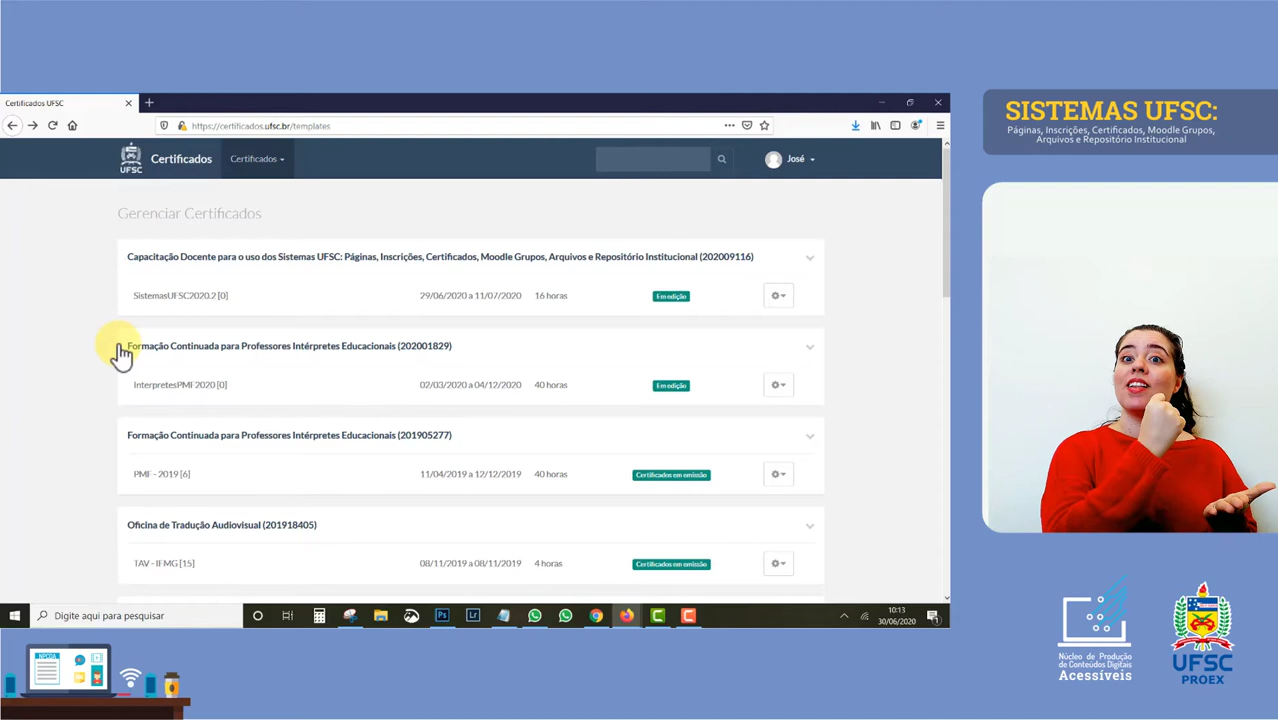 Certificados UFSC
https://certificados.ufsc.br/templates
UFSC
Certificados
Certificados
José
Gerenciar Certificados
Capacitação Docente para o uso dos Sistemas UFSC: Páginas, Inscrições, Certificados, Moodle Grupos, Arquivos e Repositório Institucional (202009116)
SistemasUFSC2020.2 [0]
29/06/2020 a 11/07/2020
16 horas
Em edição
Formação Continuada para Professores Intérpretes Educacionais (202001829)
InterpretesPMF2020 [0]
02/03/2020 a 04/12/2020
40 horas
Em edição
Formação Continuada para Professores Intérpretes Educacionais (201905277)
PMF - 2019 [6]
11/04/2019 a 12/12/2019
40 horas
Certificados em emissão
Oficina de Tradução Audiovisual (201918405)
TAV - IFMG [15]
08/11/2019 a 08/11/2019
4 horas
Certificados em emissão
Digite aqui para pesquisar
Ps
Lr
10:13
30/06/2020
SISTEMAS UFSC:
Páginas, Inscrições, Certificados, Moodle Grupos,
Arquivos e Repositório Institucional
Núcleo de Produção
de Conteúdos Digitais
Acessíveis
UFSC
PROEX
NPCDA